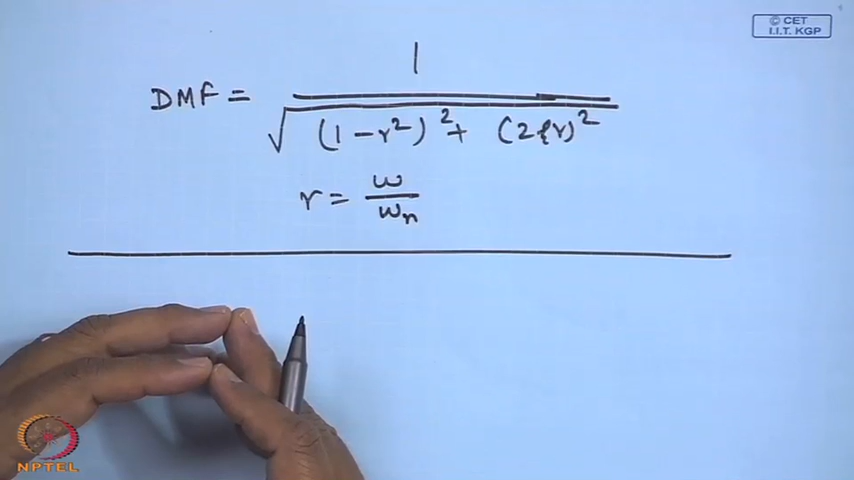 © CET
I.I.T. KGP
DMF = 1 / √((1 - r²)² + (2ξr)²)
r = ω / ωn
NPTEL